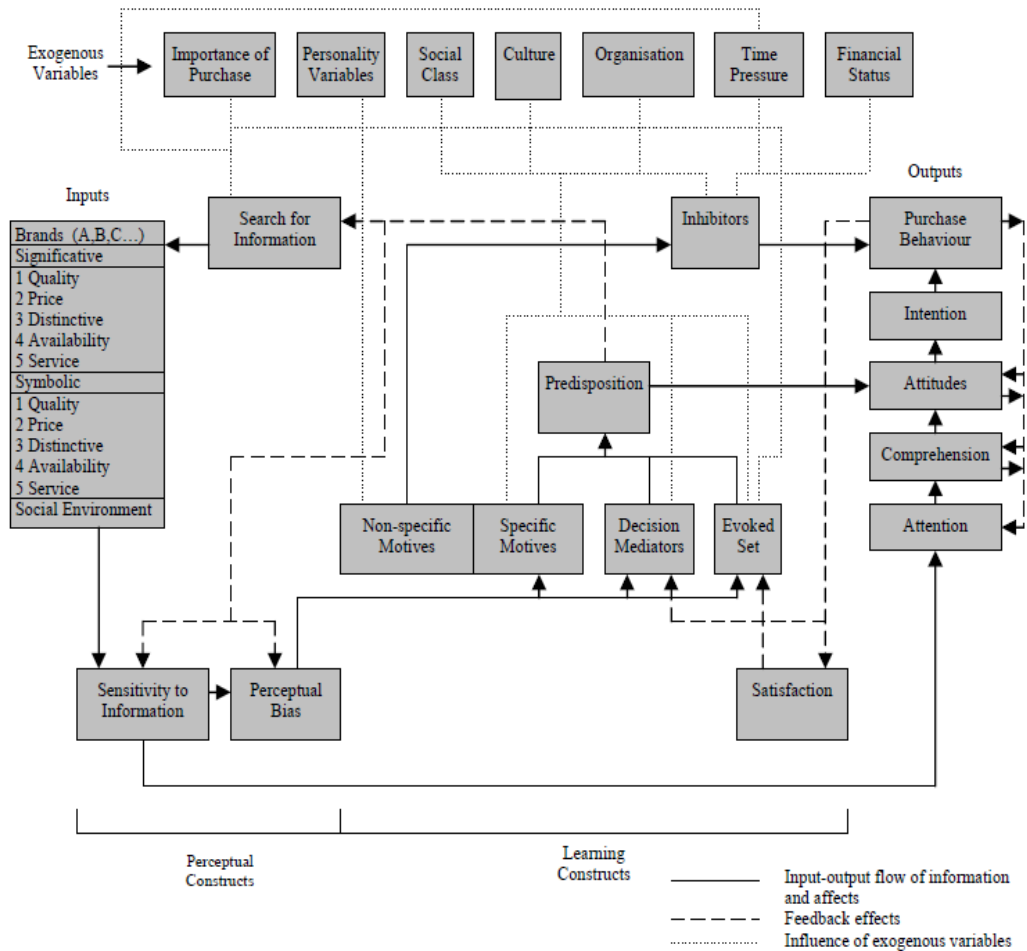 Exogenous
Variables
Importance of
Purchase
Personality
Variables
Social
Class
Culture
Organisation
Time
Pressure
Financial
Status
Inputs
Outputs
Brands (A,B,C…)
Significative
1 Quality
2 Price
3 Distinctive
4 Availability
5 Service
Symbolic
1 Quality
2 Price
3 Distinctive
4 Availability
5 Service
Social Environment
Search for
Information
Inhibitors
Purchase
Behaviour
Intention
Predisposition
Attitudes
Comprehension
Attention
Non-specific
Motives
Specific
Motives
Decision
Mediators
Evoked
Set
Sensitivity to
Information
Perceptual
Bias
Satisfaction
Perceptual
Constructs
Learning
Constructs
Input-output flow of information
and affects
Feedback effects
Influence of exogenous variables